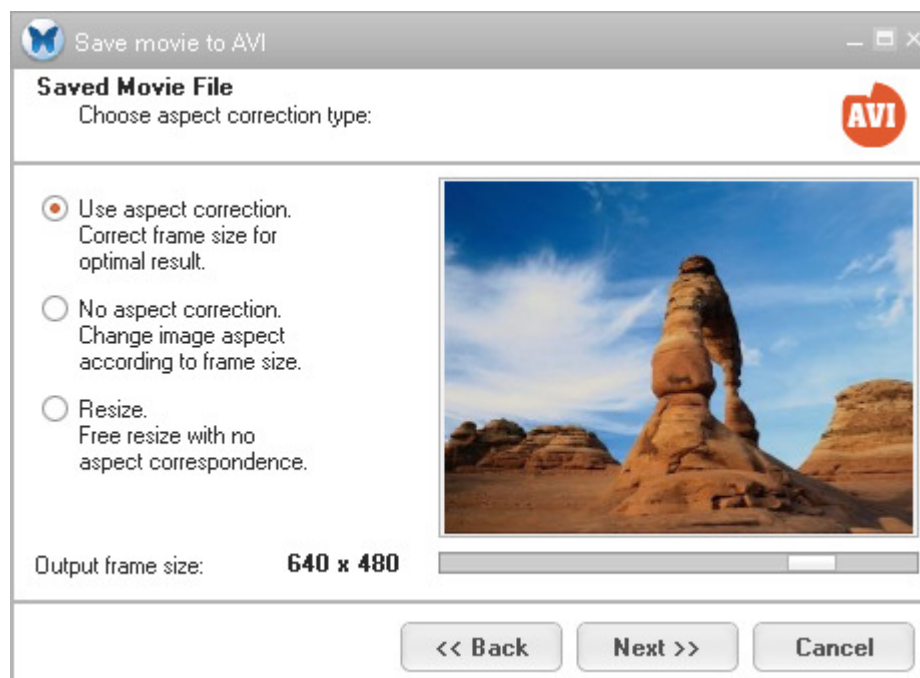 Save movie to AVI
Saved Movie File
Choose aspect correction type:
AVI
Use aspect correction.
Correct frame size for
optimal result.
No aspect correction.
Change image aspect
according to frame size.
Resize.
Free resize with no
aspect correspondence.
Output frame size: 640 x 480
<< Back Next >> Cancel